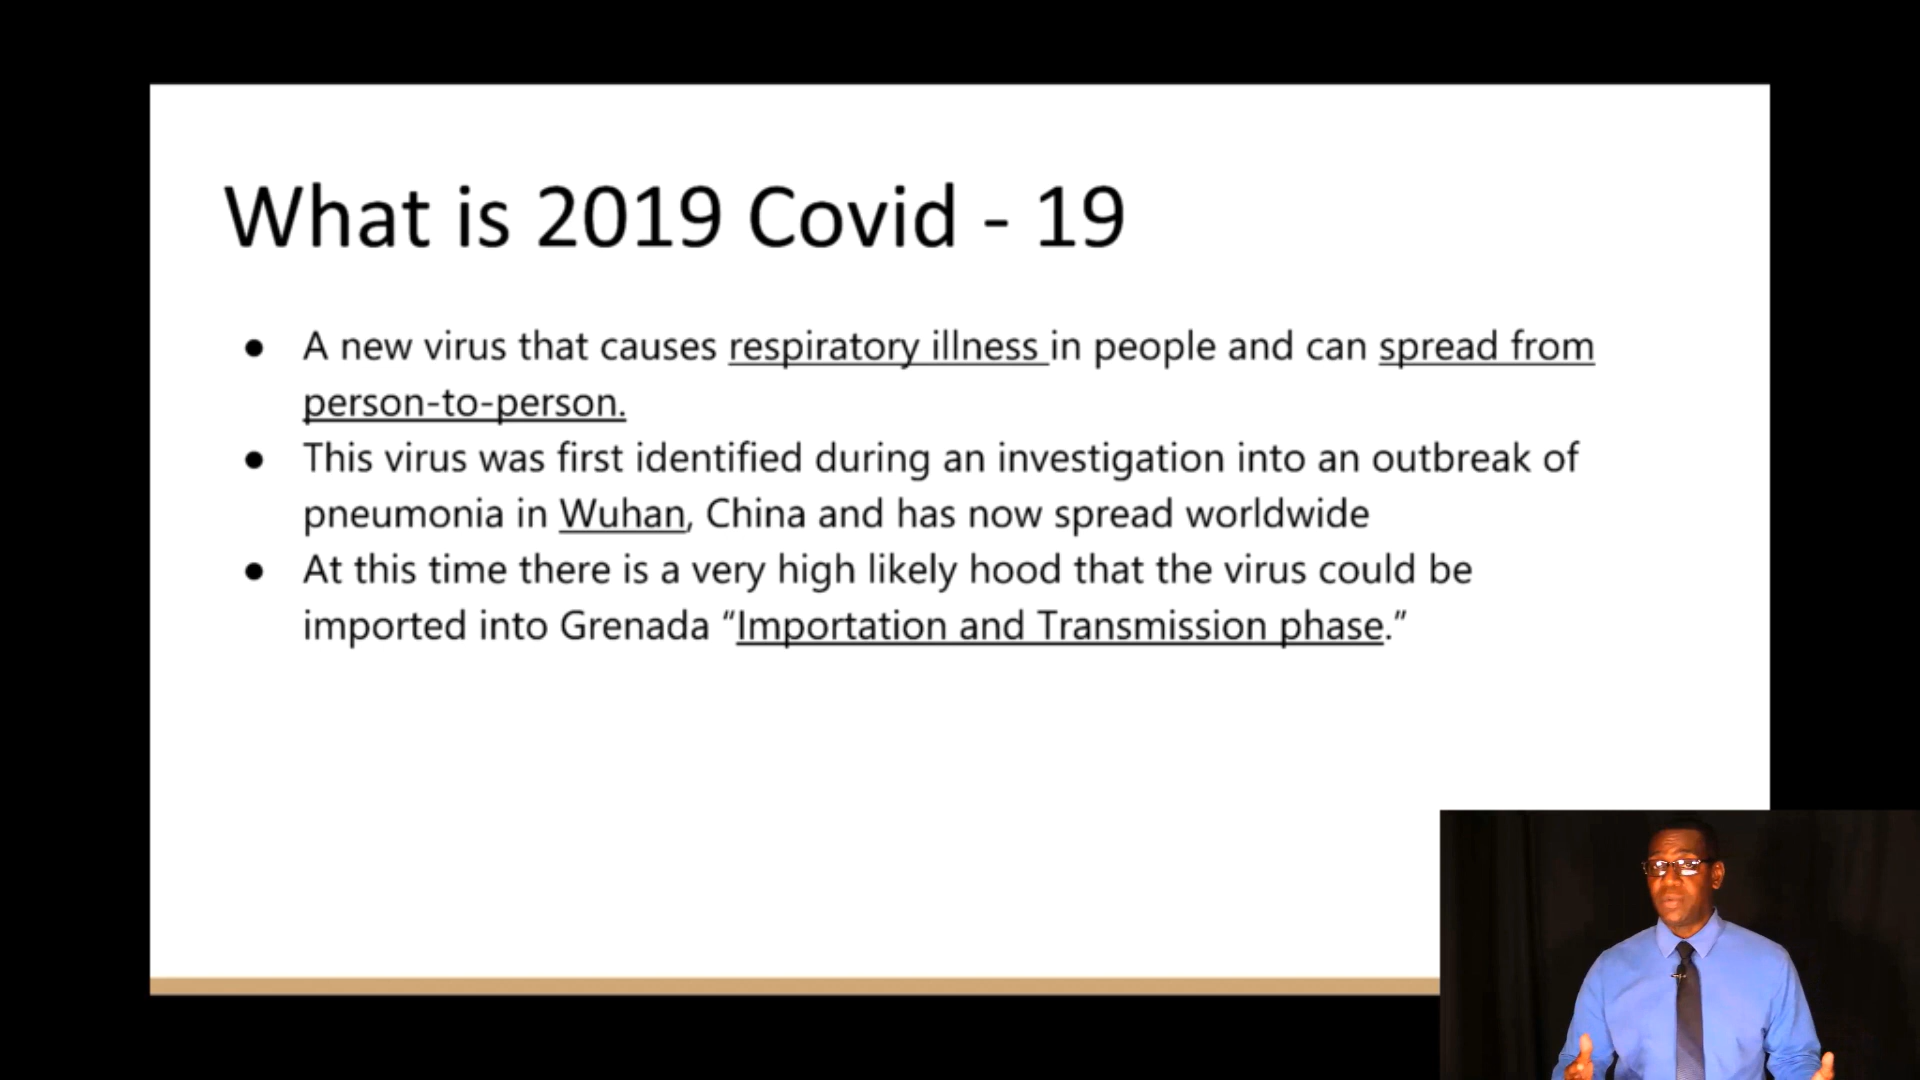 What is 2019 Covid - 19
● A new virus that causes respiratory illness in people and can spread from
person-to-person.
● This virus was first identified during an investigation into an outbreak of
pneumonia in Wuhan, China and has now spread worldwide
● At this time there is a very high likely hood that the virus could be
imported into Grenada “Importation and Transmission phase.”